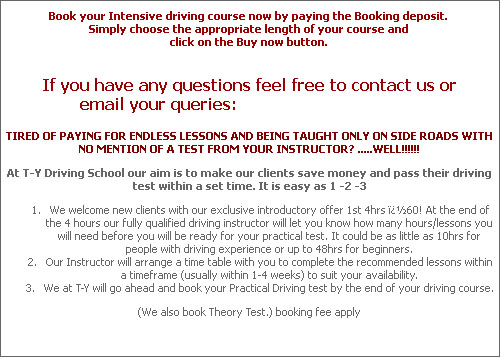 Book your Intensive driving course now by paying the Booking deposit.
Simply choose the appropriate length of your course and
click on the Buy now button.
If you have any questions feel free to contact us or
email your queries:
TIRED OF PAYING FOR ENDLESS LESSONS AND BEING TAUGHT ONLY ON SIDE ROADS WITH
NO MENTION OF A TEST FROM YOUR INSTRUCTOR? .....WELL!!!!!!
At T-Y Driving School our aim is to make our clients save money and pass their driving
test within a set time. It is easy as 1 -2 -3
1. We welcome new clients with our exclusive introductory offer 1st 4hrs ï¿½60! At the end of
the 4 hours our fully qualified driving instructor will let you know how many hours/lessons you
will need before you will be ready for your practical test. It could be as little as 10hrs for
people with driving experience or up to 48hrs for beginners.
2. Our Instructor will arrange a time table with you to complete the recommended lessons within
a timeframe (usually within 1-4 weeks) to suit your availability.
3. We at T-Y will go ahead and book your Practical Driving test by the end of your driving course.
(We also book Theory Test.) booking fee apply